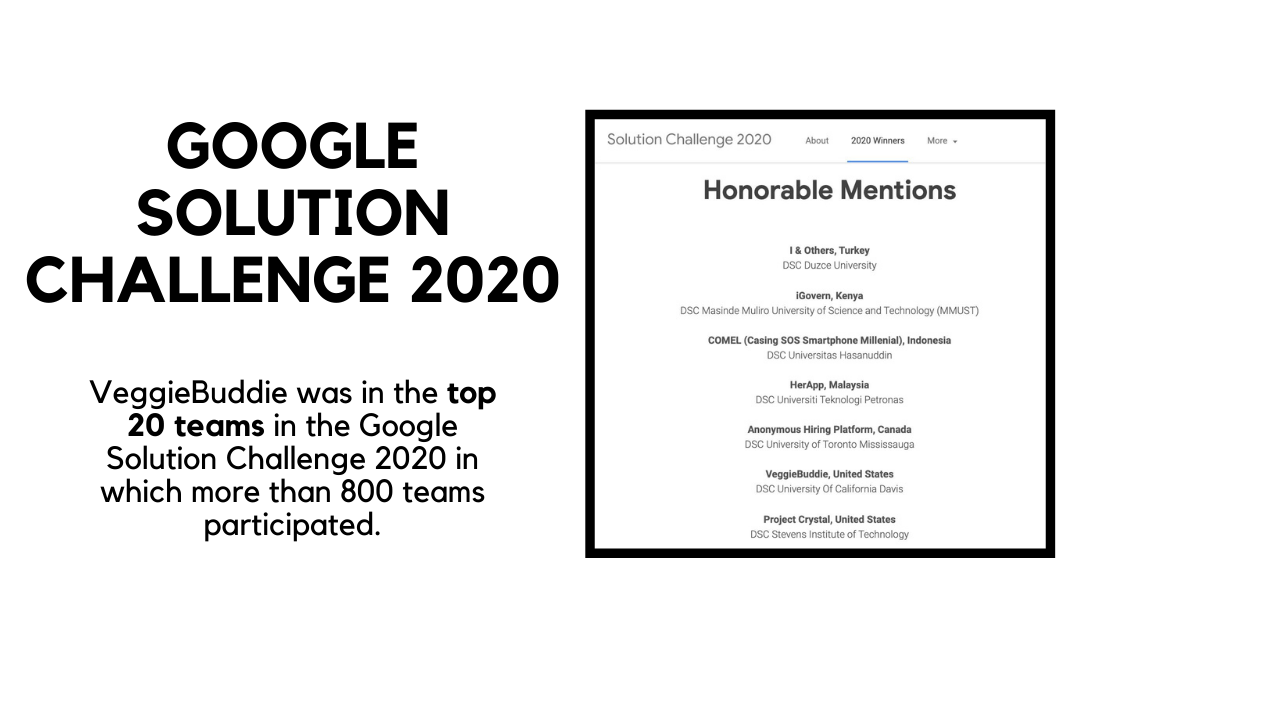 GOOGLE
SOLUTION
CHALLENGE 2020
VeggieBuddie was in the top
20 teams in the Google
Solution Challenge 2020 in
which more than 800 teams
participated.
Solution Challenge 2020 About 2020 Winners More
Honorable Mentions
I & Others, Turkey
DSC Duzce University
iGovern, Kenya
DSC Masinde Muliro University of Science and Technology (MMUST)
COMEL (Casing SOS Smartphone Millenial), Indonesia
DSC Universitas Hasanuddin
HerApp, Malaysia
DSC Universiti Teknologi Petronas
Anonymous Hiring Platform, Canada
DSC University of Toronto Mississauga
VeggieBuddie, United States
DSC University Of California Davis
Project Crystal, United States
DSC Stevens Institute of Technology